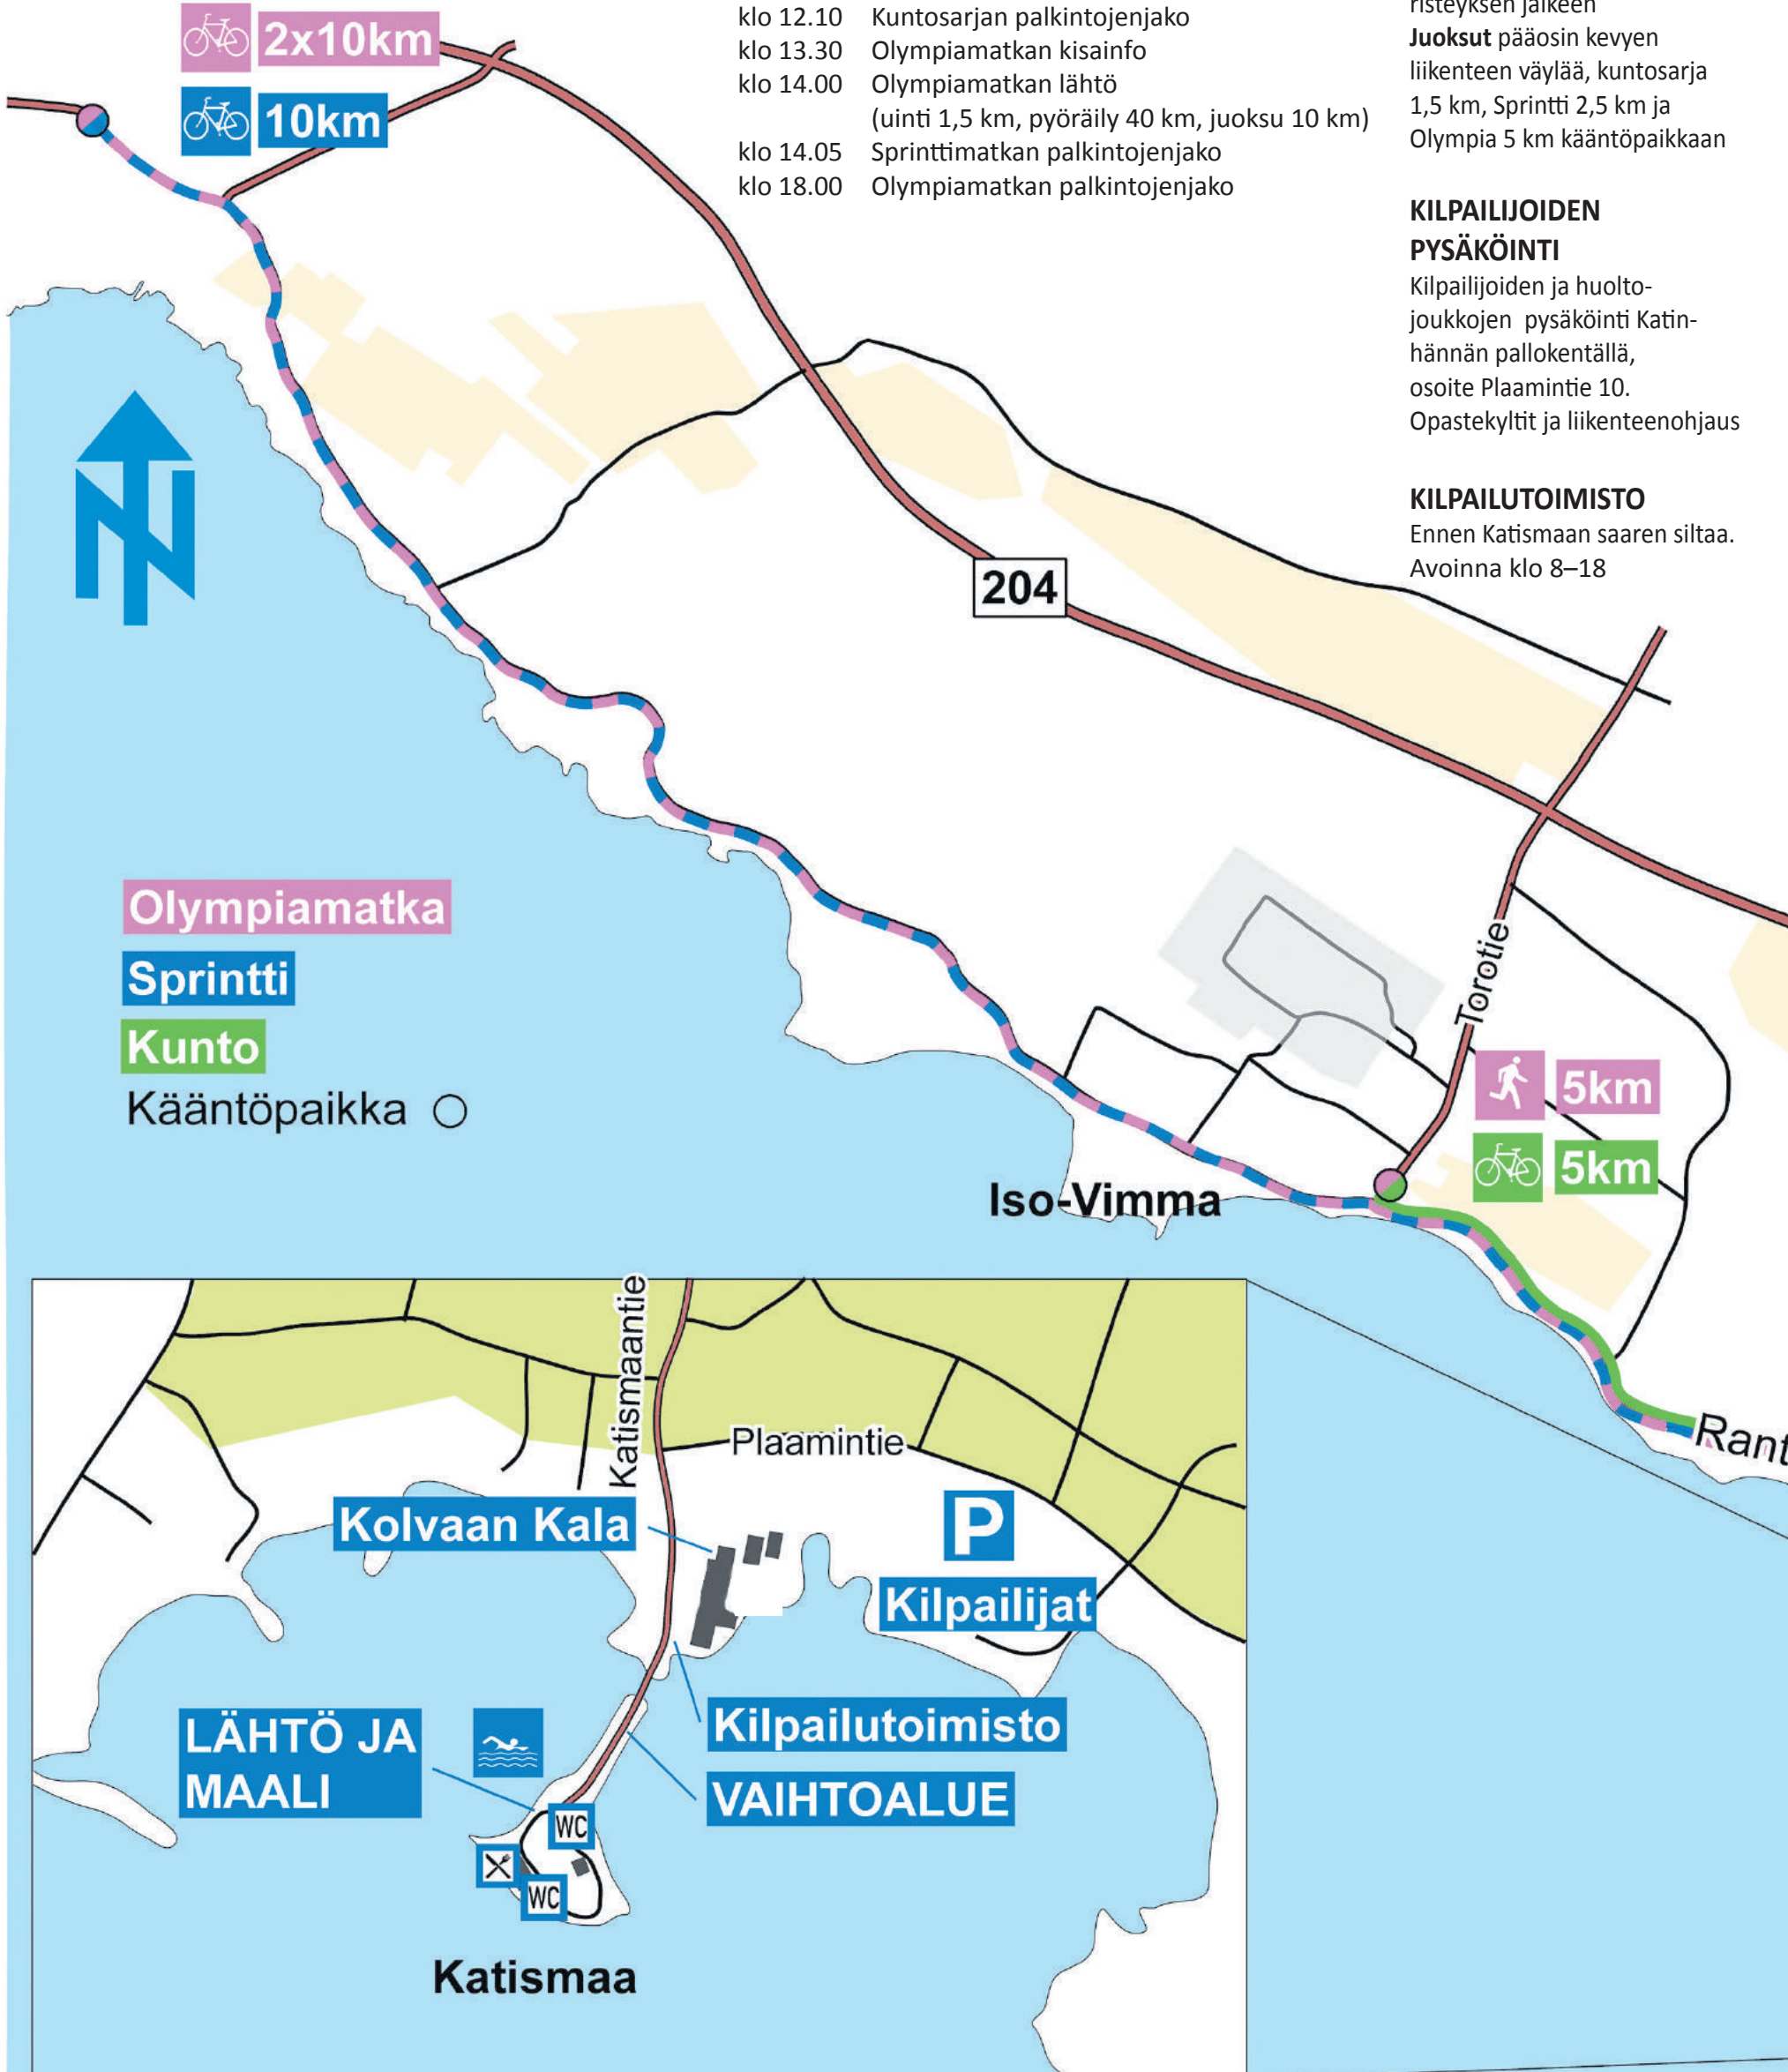 klo 12.10 Kuntosarjan palkintojenjako
klo 13.30 Olympiamatkan kisainfo
klo 14.00 Olympiamatkan lähtö
(uinti 1,5 km, pyöräily 40 km, juoksu 10 km)
klo 14.05 Sprinttimatkan palkintojenjako
klo 18.00 Olympiamatkan palkintojenjako
risteyksen jälkeen
Juoksut pääosin kevyen
liikenteen väylää, kuntosarja
1,5 km, Sprintti 2,5 km ja
Olympia 5 km kääntöpaikkaan
KILPAILIJOIDEN
PYSÄKÖINTI
Kilpailijoiden ja huolto-
joukkojen pysäköinti Katin-
hännän pallokentällä,
osoite Plaamintie 10.
Opastekyltit ja liikenteenohjaus
KILPAILUTOIMISTO
Ennen Katismaan saaren siltaa.
Avoinna klo 8–18
2x10km
10km
N
204
Olympiamatka
Sprintti
Kunto
Kääntöpaikka
Torotie
5km
5km
Iso-Vimma
Rant
Katismaantie
Plaamintie
Kolvaan Kala
P
Kilpailijat
LÄHTÖ JA
MAALI
Kilpailutoimisto
VAIHTOALUE
WC
WC
Katismaa